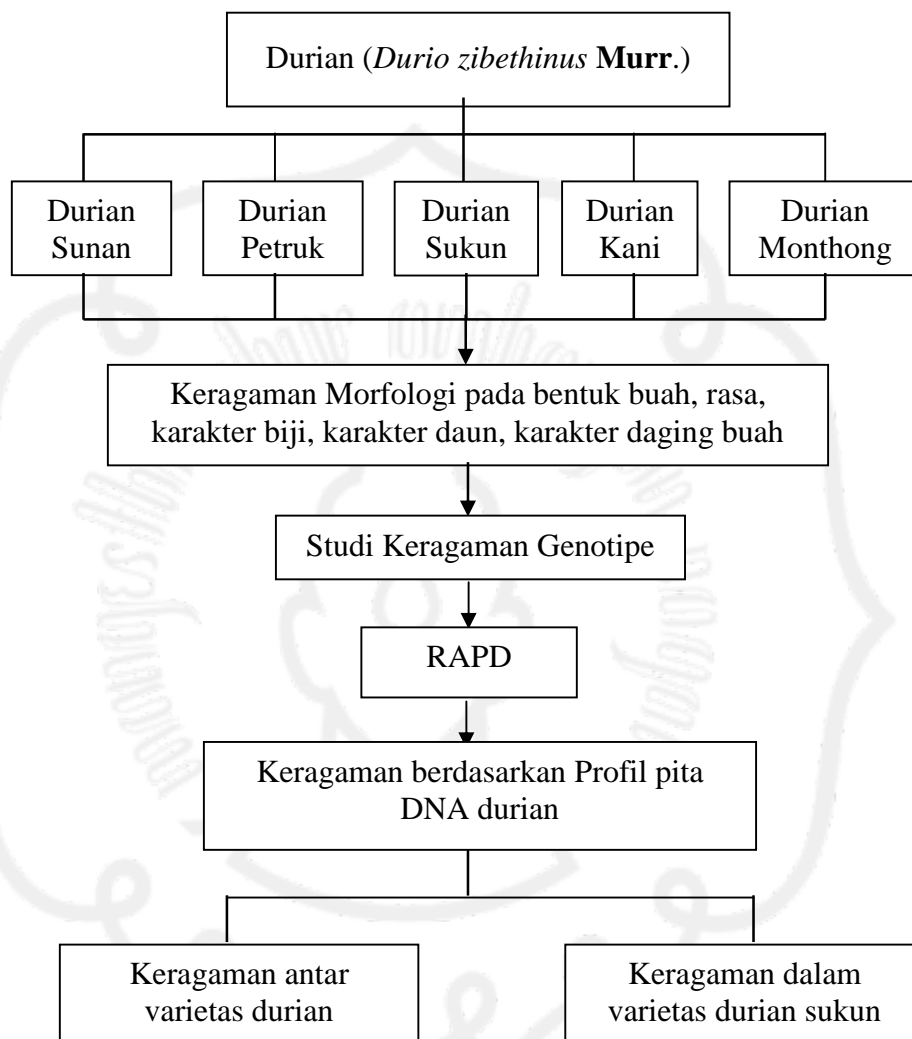 Durian (Durio zibethinus Murr.)
Durian
Sunan
Durian
Petruk
Durian
Sukun
Durian
Kani
Durian
Monthong
Keragaman Morfologi pada bentuk buah, rasa,
karakter biji, karakter daun, karakter daging buah
Studi Keragaman Genotipe
RAPD
Keragaman berdasarkan Profil pita
DNA durian
Keragaman antar
varietas durian
Keragaman dalam
varietas durian sukun